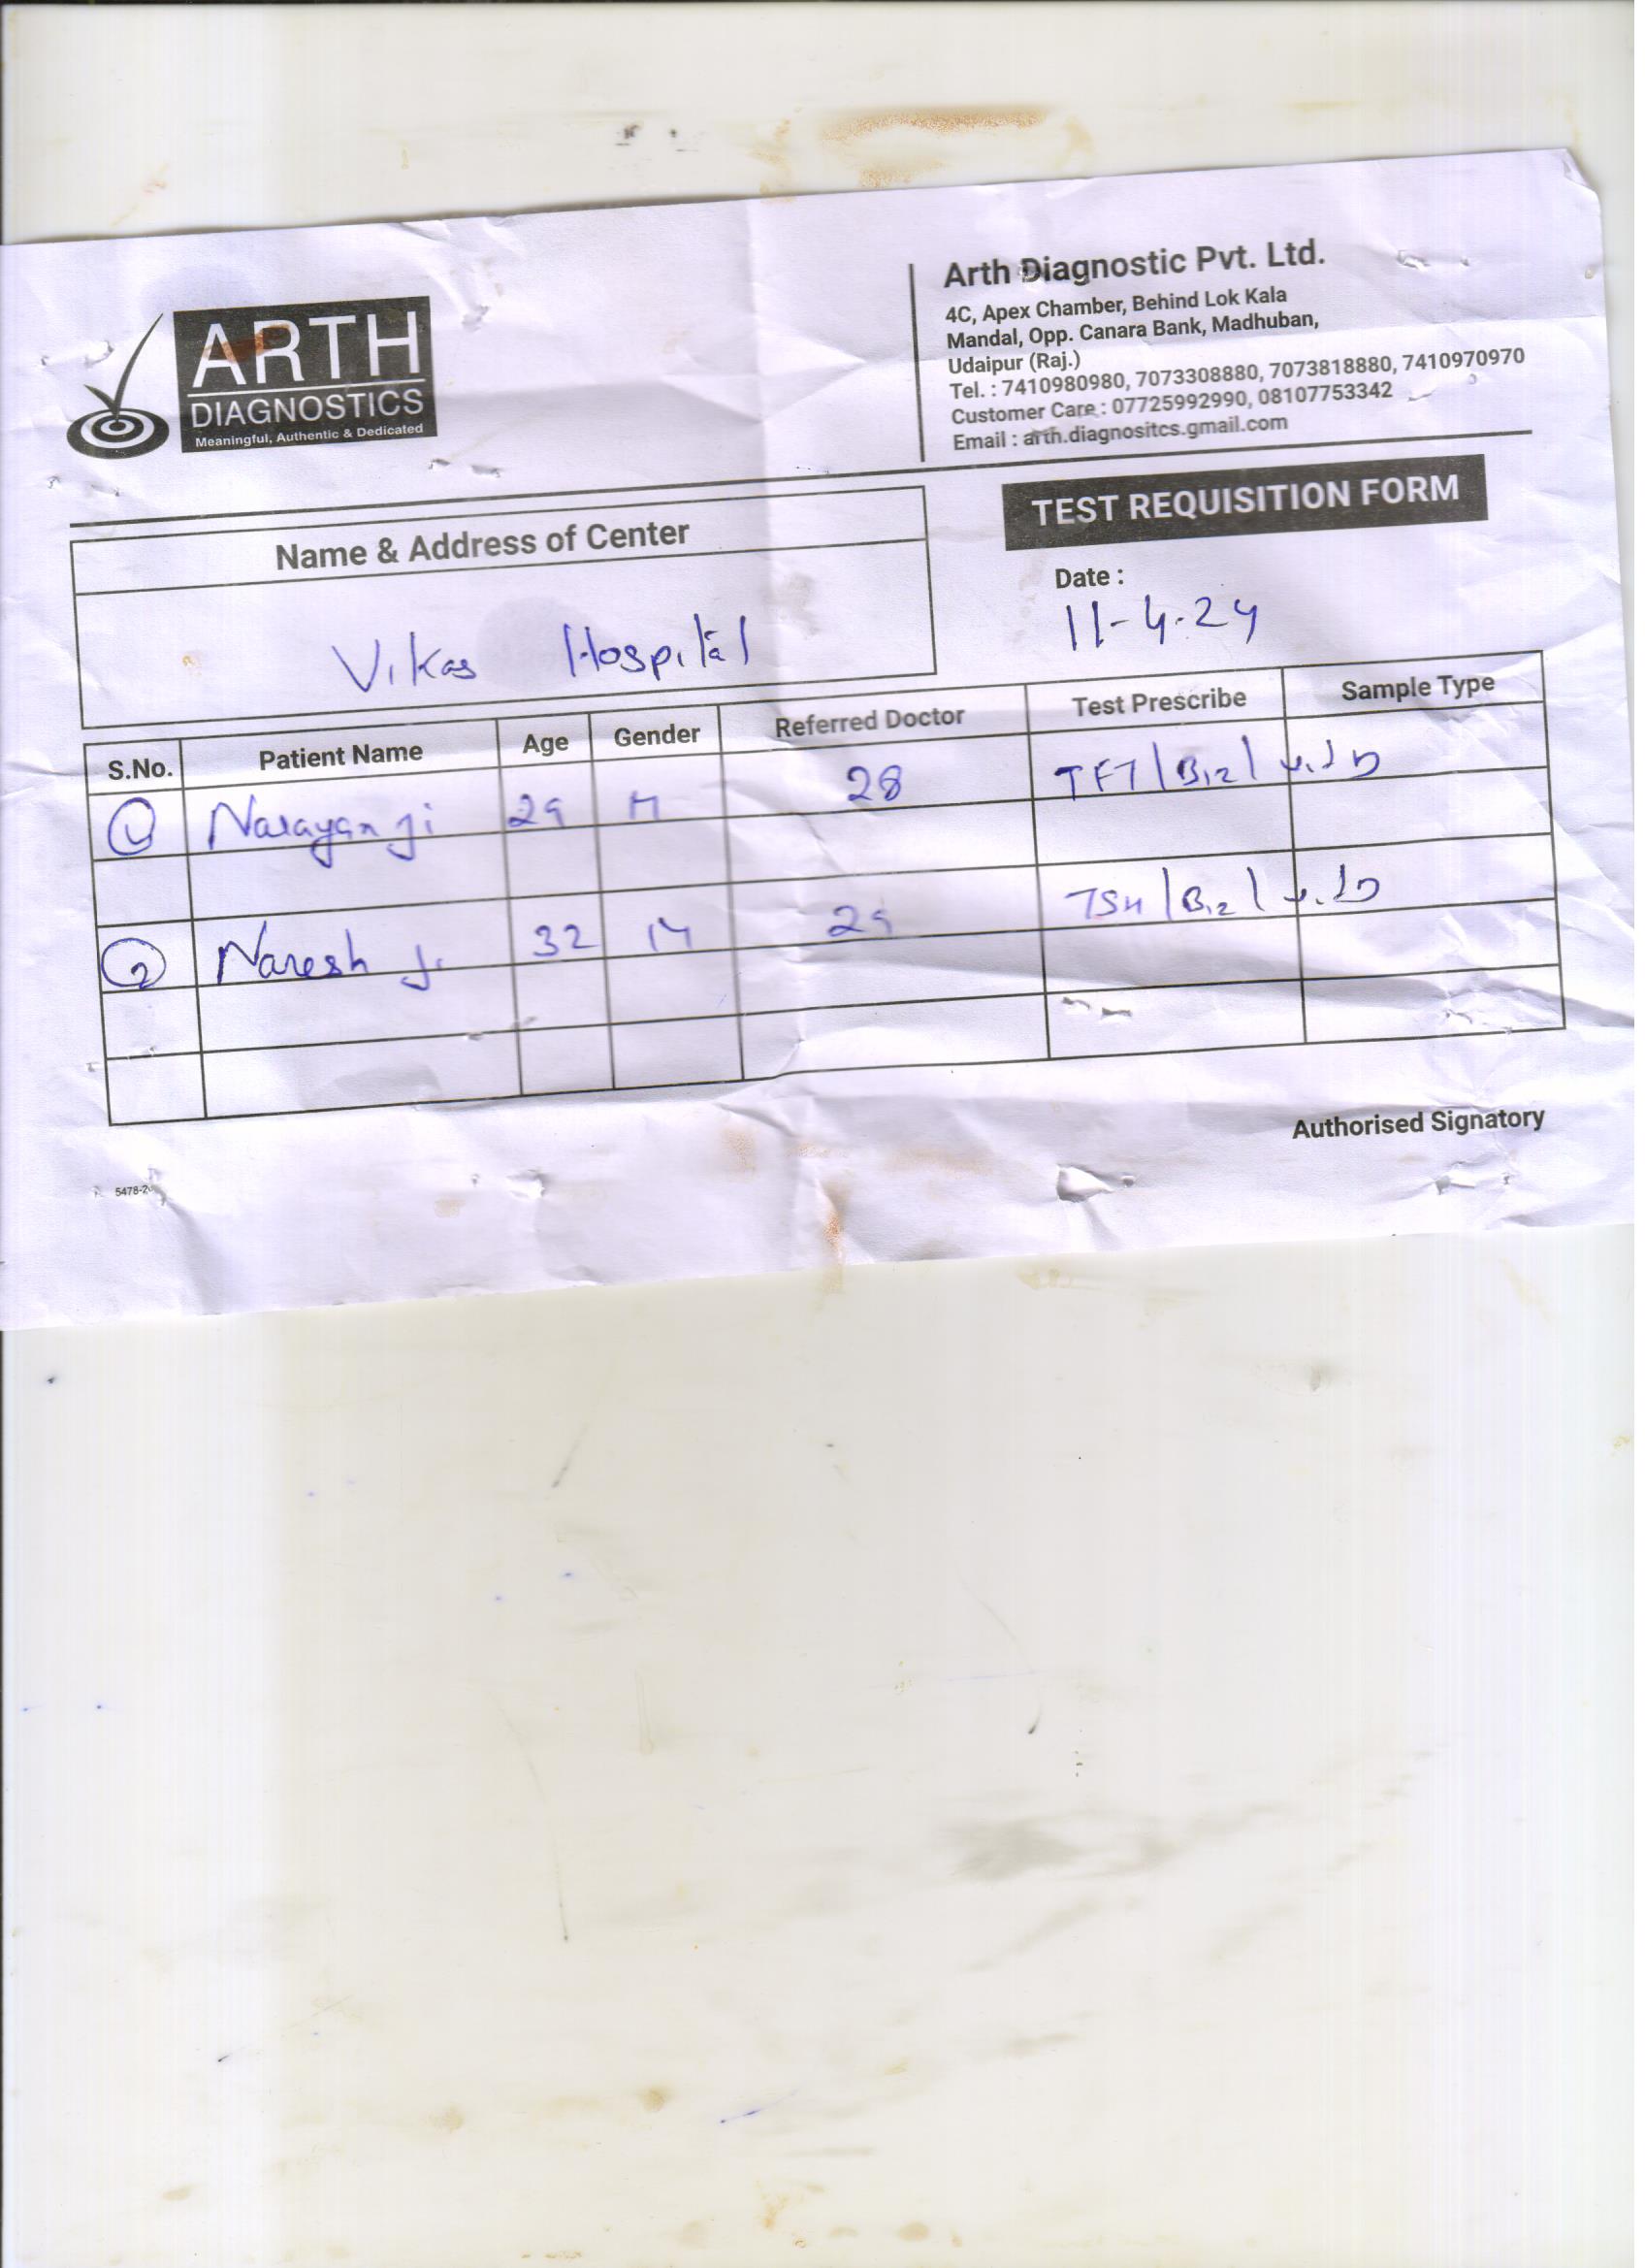 ARTH
DIAGNOSTICS
Meaningful, Authentic & Dedicated
Arth Diagnostic Pvt. Ltd.
4C, Apex Chamber, Behind Lok Kala
Mandal, Opp. Canara Bank, Madhuban,
Udaipur (Raj.)
Tel. : 7410980980, 7073308880, 7073818880, 7410970970
Customer Care : 07725992990, 08107753342
Email : arth.diagnositcs.gmail.com
TEST REQUISITION FORM
Name & Address of Center
Vikas Hospital
Date :
11-4-24
S.No. Patient Name Age Gender Referred Doctor Test Prescribe Sample Type
1 Narayan Ji 29 M 28 TFT | B12 | v.D
2 Naresh Ji 32 M 29 TSH | B12 | v.D
Authorised Signatory